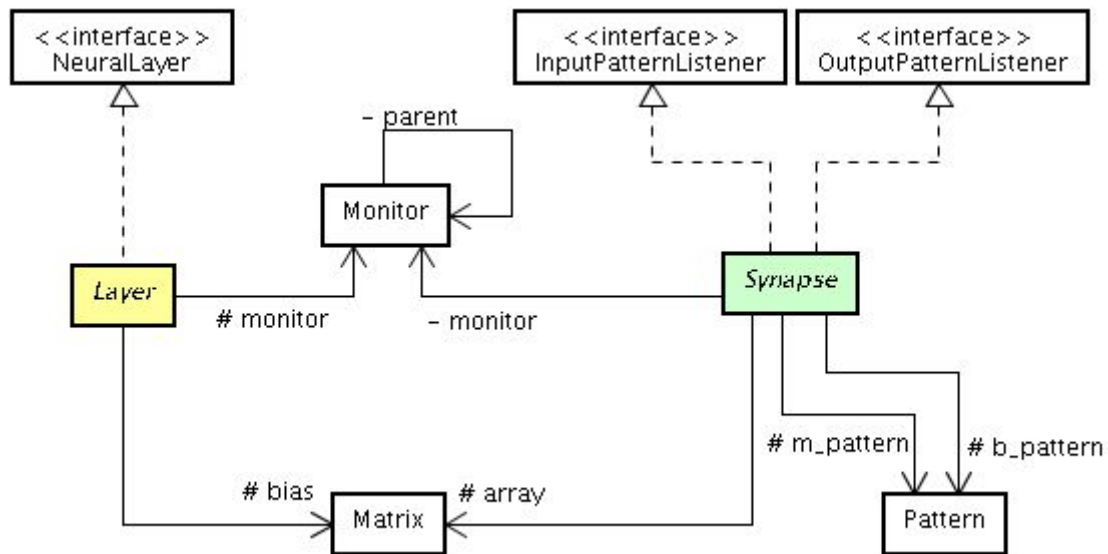 <<interface>>
NeuralLayer
<<interface>>
InputPatternListener
<<interface>>
OutputPatternListener
- parent
Monitor
Layer
Synapse
# monitor
- monitor
# m_pattern
# b_pattern
# bias
# array
Matrix
Pattern